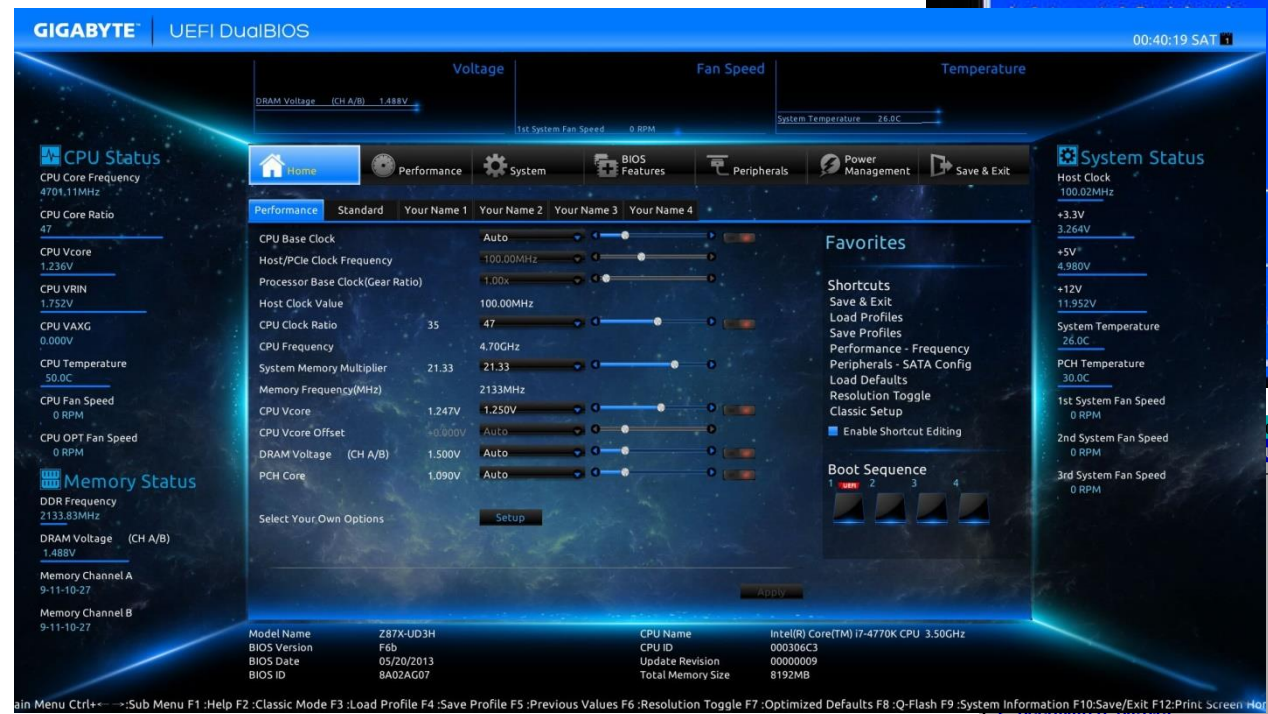 GIGABYTE™ UEFI DualBIOS
00:40:19 SAT 1
Voltage
DRAM Voltage (CH A/B) 1.488V
Fan Speed
1st System Fan Speed 0 RPM
Temperature
System Temperature 26.0C
CPU Status
CPU Core Frequency
4701.11MHz
CPU Core Ratio
47
CPU Vcore
1.236V
CPU VRIN
1.752V
CPU VAXG
0.000V
CPU Temperature
50.0C
CPU Fan Speed
0 RPM
CPU OPT Fan Speed
0 RPM
Memory Status
DDR Frequency
2133.83MHz
DRAM Voltage (CH A/B)
1.488V
Memory Channel A
9-11-10-27
Memory Channel B
9-11-10-27
Home
Performance
System
BIOS
Features
Peripherals
Power
Management
Save & Exit
Performance Standard Your Name 1 Your Name 2 Your Name 3 Your Name 4
CPU Base Clock Auto
Host/PCIe Clock Frequency 100.00MHz
Processor Base Clock(Gear Ratio) 1.00x
Host Clock Value 100.00MHz
CPU Clock Ratio 35 47
CPU Frequency 4.70GHz
System Memory Multiplier 21.33 21.33
Memory Frequency(MHz) 2133MHz
CPU Vcore 1.247V 1.250V
CPU Vcore Offset +0.000V Auto
DRAM Voltage (CH A/B) 1.500V Auto
PCH Core 1.090V Auto
Select Your Own Options Setup
Apply
Favorites
Shortcuts
Save & Exit
Load Profiles
Save Profiles
Performance - Frequency
Peripherals - SATA Config
Load Defaults
Resolution Toggle
Classic Setup
Enable Shortcut Editing
Boot Sequence
1 UEFI 2 3 4
System Status
Host Clock
100.02MHz
+3.3V
3.264V
+5V
4.980V
+12V
11.952V
System Temperature
26.0C
PCH Temperature
30.0C
1st System Fan Speed
0 RPM
2nd System Fan Speed
0 RPM
3rd System Fan Speed
0 RPM
Model Name Z87X-UD3H
BIOS Version F6b
BIOS Date 05/20/2013
BIOS ID 8A02AG07
CPU Name Intel(R) Core(TM) i7-4770K CPU 3.50GHz
CPU ID 000306C3
Update Revision 00000009
Total Memory Size 8192MB
ain Menu Ctrl+←→:Sub Menu F1 :Help F2 :Classic Mode F3 :Load Profile F4 :Save Profile F5 :Previous Values F6 :Resolution Toggle F7 :Optimized Defaults F8 :Q-Flash F9 :System Information F10:Save/Exit F12:Print Screen Hor